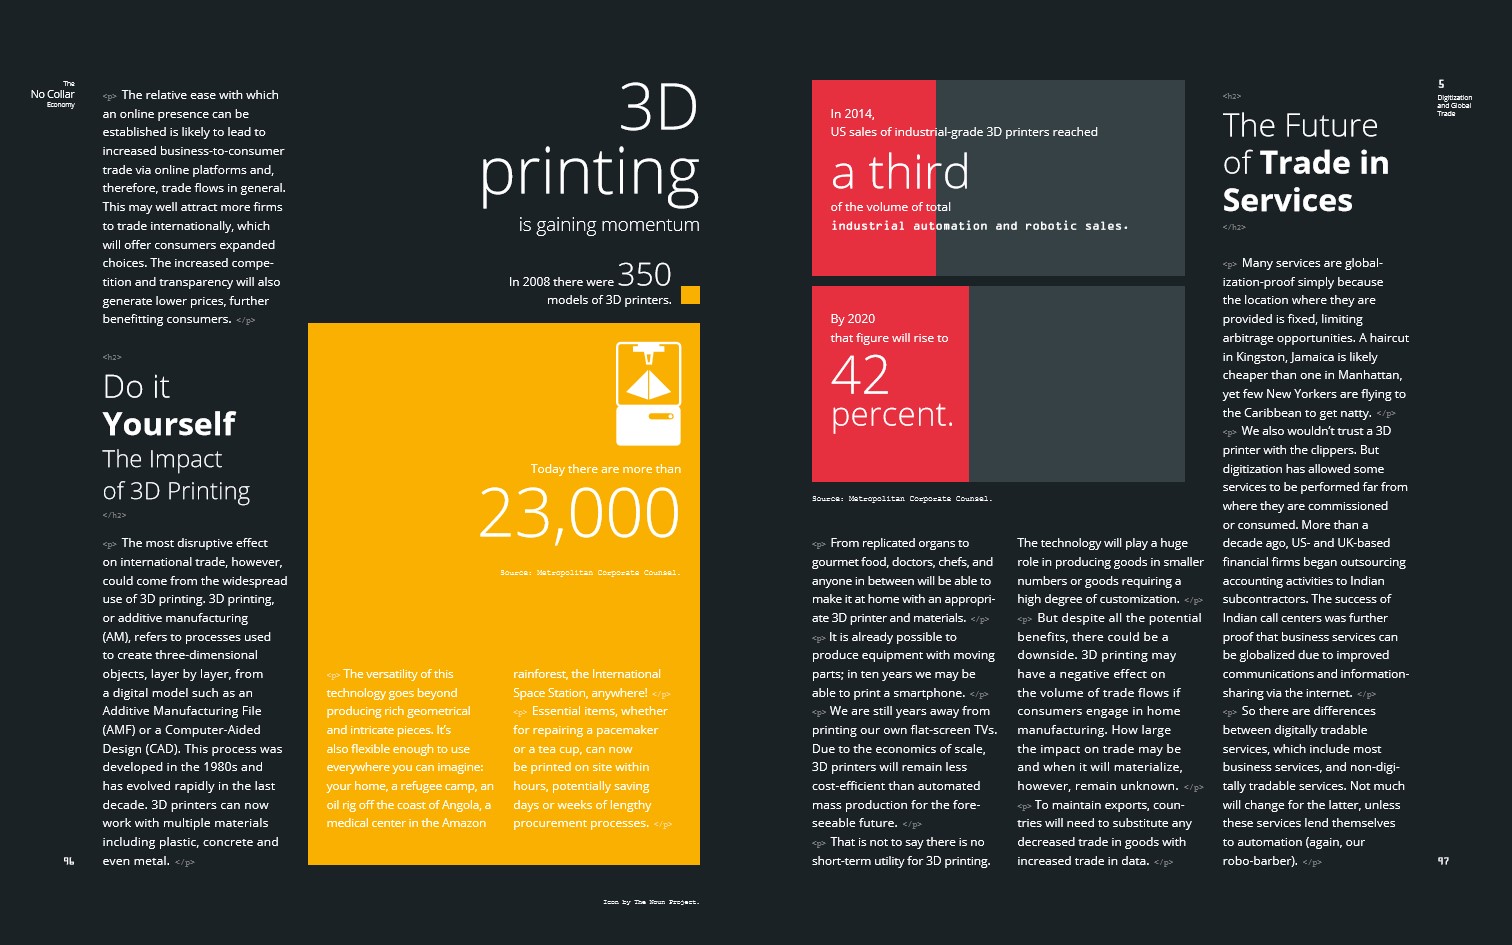 The
No Collar
Economy
<p> The relative ease with which
an online presence can be
established is likely to lead to
increased business-to-consumer
trade via online platforms and,
therefore, trade flows in general.
This may well attract more firms
to trade internationally, which
will offer consumers expanded
choices. The increased compe-
tition and transparency will also
generate lower prices, further
benefitting consumers. </p>
<h2>
Do it
Yourself
The Impact
of 3D Printing
</h2>
<p> The most disruptive effect
on international trade, however,
could come from the widespread
use of 3D printing. 3D printing,
or additive manufacturing
(AM), refers to processes used
to create three-dimensional
objects, layer by layer, from
a digital model such as an
Additive Manufacturing File
(AMF) or a Computer-Aided
Design (CAD). This process was
developed in the 1980s and
has evolved rapidly in the last
decade. 3D printers can now
work with multiple materials
including plastic, concrete and
even metal. </p>
96
3D
printing
is gaining momentum
In 2008 there were 350
models of 3D printers.
Today there are more than
23,000
Source: Metropolitan Corporate Counsel.
<p> The versatility of this
technology goes beyond
producing rich geometrical
and intricate pieces. It's
also flexible enough to use
everywhere you can imagine:
your home, a refugee camp, an
oil rig off the coast of Angola, a
medical center in the Amazon
rainforest, the International
Space Station, anywhere! </p>
<p> Essential items, whether
for repairing a pacemaker
or a tea cup, can now
be printed on site within
hours, potentially saving
days or weeks of lengthy
procurement processes. </p>
Icon by The Noun Project.
In 2014,
US sales of industrial-grade 3D printers reached
a third
of the volume of total
industrial automation and robotic sales.
By 2020
that figure will rise to
42
percent.
Source: Metropolitan Corporate Counsel.
<p> From replicated organs to
gourmet food, doctors, chefs, and
anyone in between will be able to
make it at home with an appropri-
ate 3D printer and materials. </p>
<p> It is already possible to
produce equipment with moving
parts; in ten years we may be
able to print a smartphone. </p>
<p> We are still years away from
printing our own flat-screen TVs.
Due to the economics of scale,
3D printers will remain less
cost-efficient than automated
mass production for the fore-
seeable future. </p>
<p> That is not to say there is no
short-term utility for 3D printing.
The technology will play a huge
role in producing goods in smaller
numbers or goods requiring a
high degree of customization. </p>
<p> But despite all the potential
benefits, there could be a
downside. 3D printing may
have a negative effect on
the volume of trade flows if
consumers engage in home
manufacturing. How large
the impact on trade may be
and when it will materialize,
however, remain unknown. </p>
<p> To maintain exports, coun-
tries will need to substitute any
decreased trade in goods with
increased trade in data. </p>
<h2>
The Future
of Trade in
Services
</h2>
<p> Many services are global-
ization-proof simply because
the location where they are
provided is fixed, limiting
arbitrage opportunities. A haircut
in Kingston, Jamaica is likely
cheaper than one in Manhattan,
yet few New Yorkers are flying to
the Caribbean to get natty. </p>
<p> We also wouldn't trust a 3D
printer with the clippers. But
digitization has allowed some
services to be performed far from
where they are commissioned
or consumed. More than a
decade ago, US- and UK-based
financial firms began outsourcing
accounting activities to Indian
subcontractors. The success of
Indian call centers was further
proof that business services can
be globalized due to improved
communications and information-
sharing via the internet. </p>
<p> So there are differences
between digitally tradable
services, which include most
business services, and non-digi-
tally tradable services. Not much
will change for the latter, unless
these services lend themselves
to automation (again, our
robo-barber). </p>
5
Digitization
and Global
Trade
97